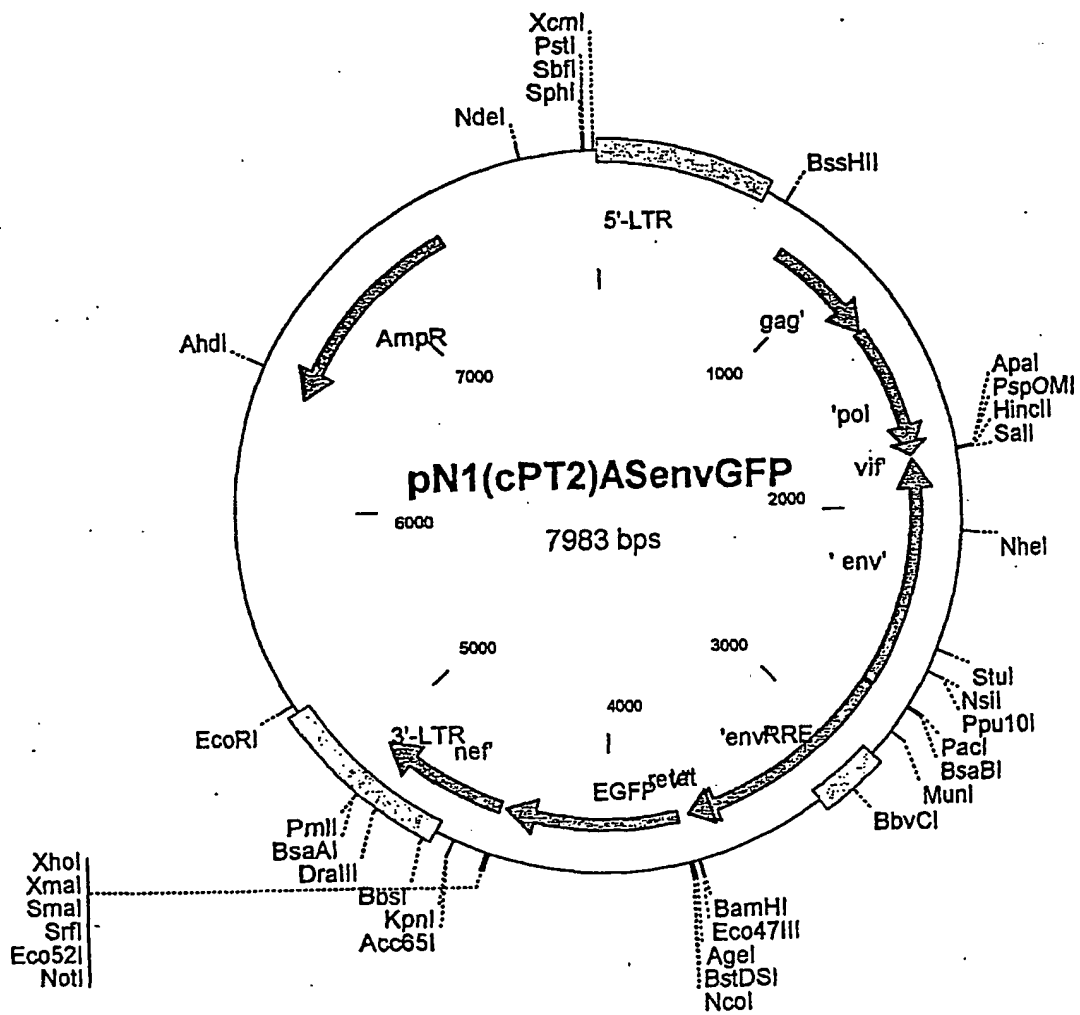 XcmI
PstI
SbfI
SphI
NdeI
BssHII
5'-LTR
gag'
AmpR
AhdI
7000
1000
ApaI
PspOMI
HincII
SalI
'pol
vif'
pN1(cPT2)ASenvGFP
2000
6000
7983 bps
NheI
' env'
5000
3000
StuI
NsiI
Ppu10I
4000
EcoRI
3'-LTR
nef'
'env
RRE
PacI
BsaBI
MunI
EGFP
BbvCI
PmlI
BsaAI
DraIII
XhoI
XmaI
SmaI
SrfI
Eco52I
NotI
BbsI
KpnI
Acc65I
BamHI
Eco47III
AgeI
BstDSI
NcoI